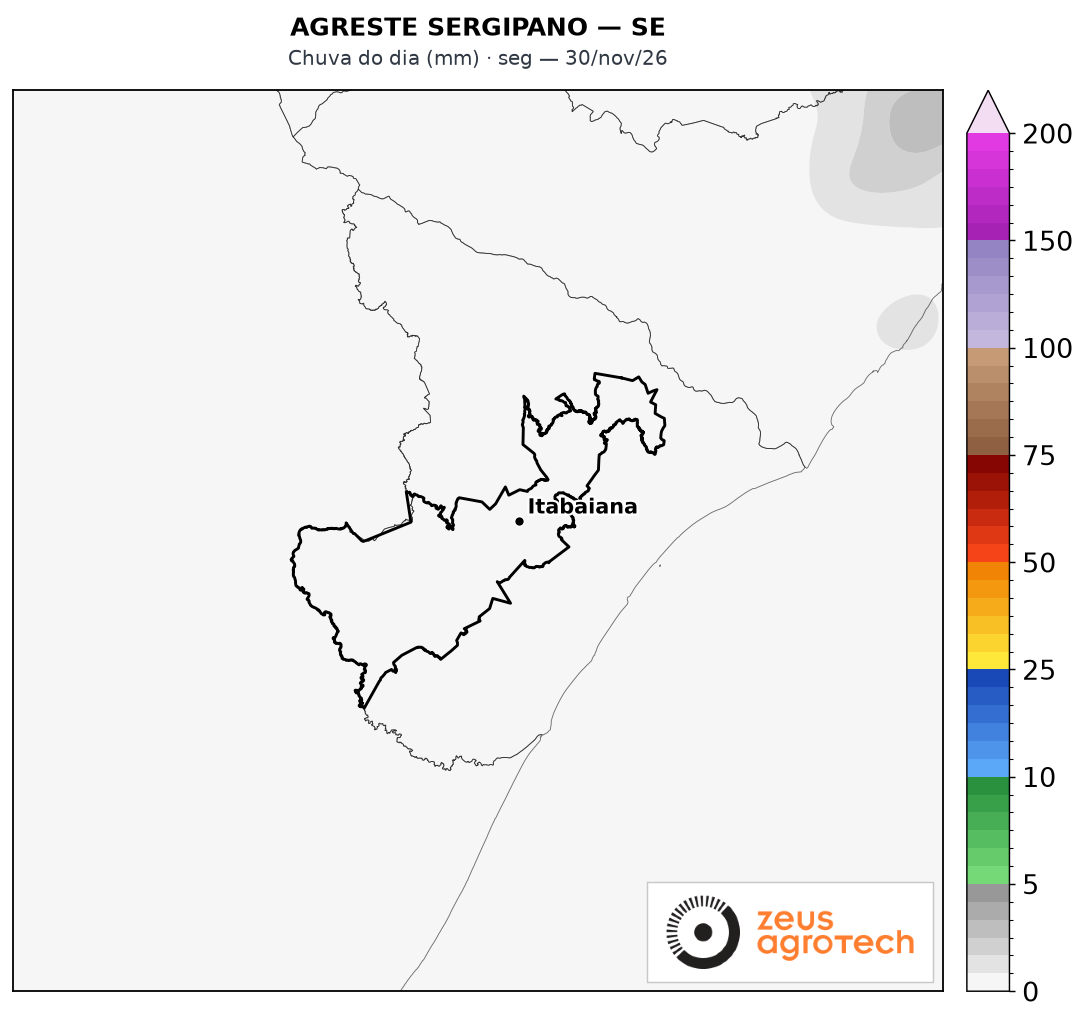 AGRESTE SERGIPANO — SE
Chuva do dia (mm) · seg — 30/nov/26
200
150
100
75
50
25
10
5
0
Itabaiana
zeus
agrotech